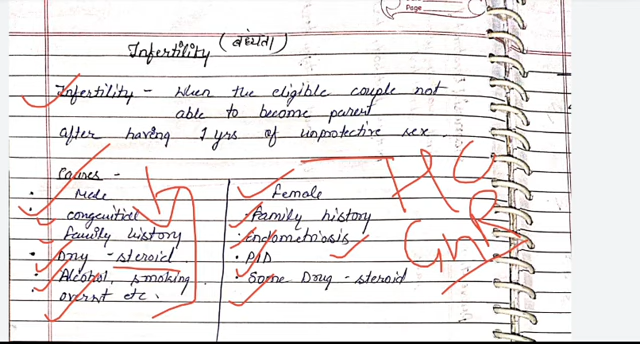 Page
Infertility (बंध्यता)
Infertility - When the eligible couple not
able to become parent
after having 1 yrs of unprotective sex.
Causes -
Male
• congenitial
• family history
• Drug - steroid
• Alcohol, smoking
overwt etc.
female
• family history
• Endometriosis
• PID
• Some Drug - steroid
HC
GnR